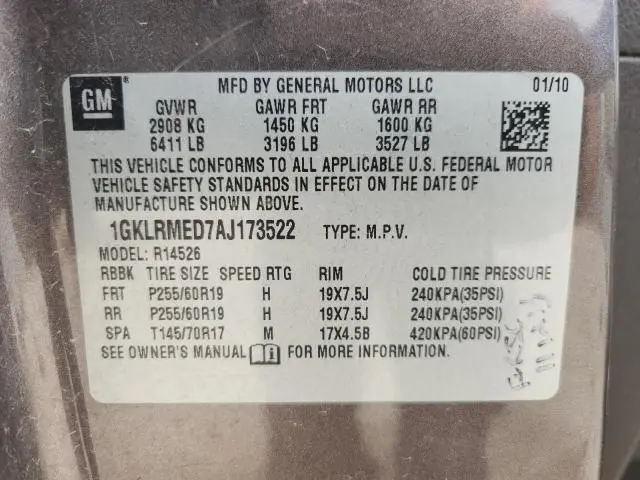 GM ® MFD BY GENERAL MOTORS LLC 01/10
GVWR GAWR FRT GAWR RR
2908 KG 1450 KG 1600 KG
6411 LB 3196 LB 3527 LB
THIS VEHICLE CONFORMS TO ALL APPLICABLE U.S. FEDERAL MOTOR
VEHICLE SAFETY STANDARDS IN EFFECT ON THE DATE OF
MANUFACTURE SHOWN ABOVE.
1GKLRMED7AJ173522 TYPE: M.P.V.
MODEL: R14526
RBBK TIRE SIZE SPEED RTG RIM COLD TIRE PRESSURE
FRT P255/60R19 H 19X7.5J 240KPA(35PSI)
RR P255/60R19 H 19X7.5J 240KPA(35PSI)
SPA T145/70R17 M 17X4.5B 420KPA(60PSI)
SEE OWNER'S MANUAL FOR MORE INFORMATION.